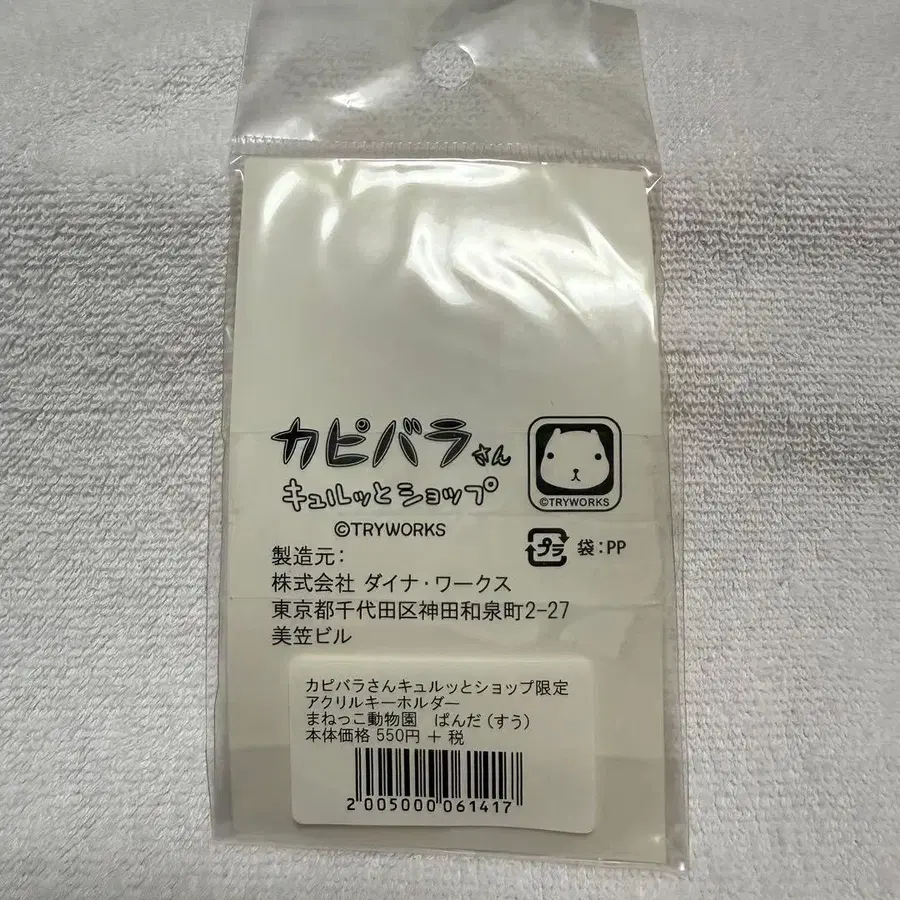 カピバラさん
キュルッとショップ
©TRYWORKS
©TRYWORKS
プラ 袋:PP
製造元:
株式会社 ダイナ・ワークス
東京都千代田区神田和泉町2-27
美笠ビル
カピバラさんキュルッとショップ限定
アクリルキーホルダー
まねっこ動物園 ぱんだ(すう)
本体価格 550円 + 税
2 005000 061417